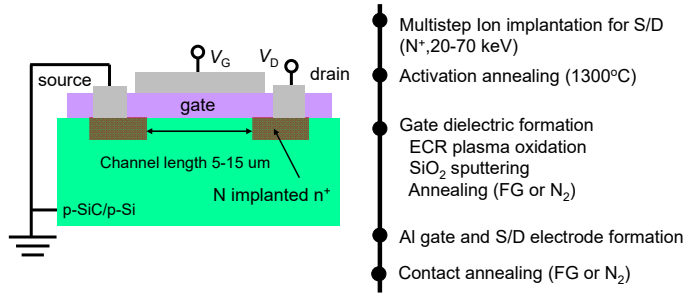 V_G
V_D
source
drain
gate
Channel length 5-15 um
N implanted n⁺
p-SiC/p-Si
Multistep Ion implantation for S/D
(N⁺,20-70 keV)
Activation annealing (1300ºC)
Gate dielectric formation
ECR plasma oxidation
SiO₂ sputtering
Annealing (FG or N₂)
Al gate and S/D electrode formation
Contact annealing (FG or N₂)